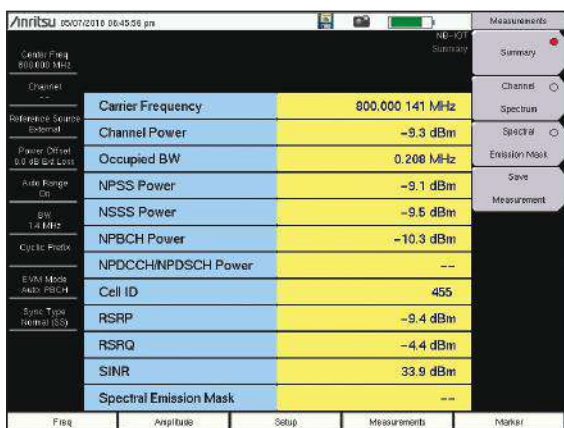 Anritsu 05/07/2018 06:45:56 pm
Measurements
NB-IOT
Summary
Center Freq
800.000 MHz
Channel
--
Reference Source
External
Power Offset
0.0 dB Ext Loss
Auto Range
On
BW
1.4 MHz
Cyclic Prefix
EVM Mode
Auto: PBCH
Sync Type
Normal (SS)
Carrier Frequency 800.000 141 MHz
Channel Power -9.3 dBm
Occupied BW 0.208 MHz
NPSS Power -9.1 dBm
NSSS Power -9.5 dBm
NPBCH Power -10.3 dBm
NPDCCH/NPDSCH Power --
Cell ID 455
RSRP -9.4 dBm
RSRQ -4.4 dBm
SINR 33.9 dBm
Spectral Emission Mask --
Summary
Channel
Spectrum
Spectral
Emission Mask
Save
Measurement
Freq Amplitude Setup Measurements Marker